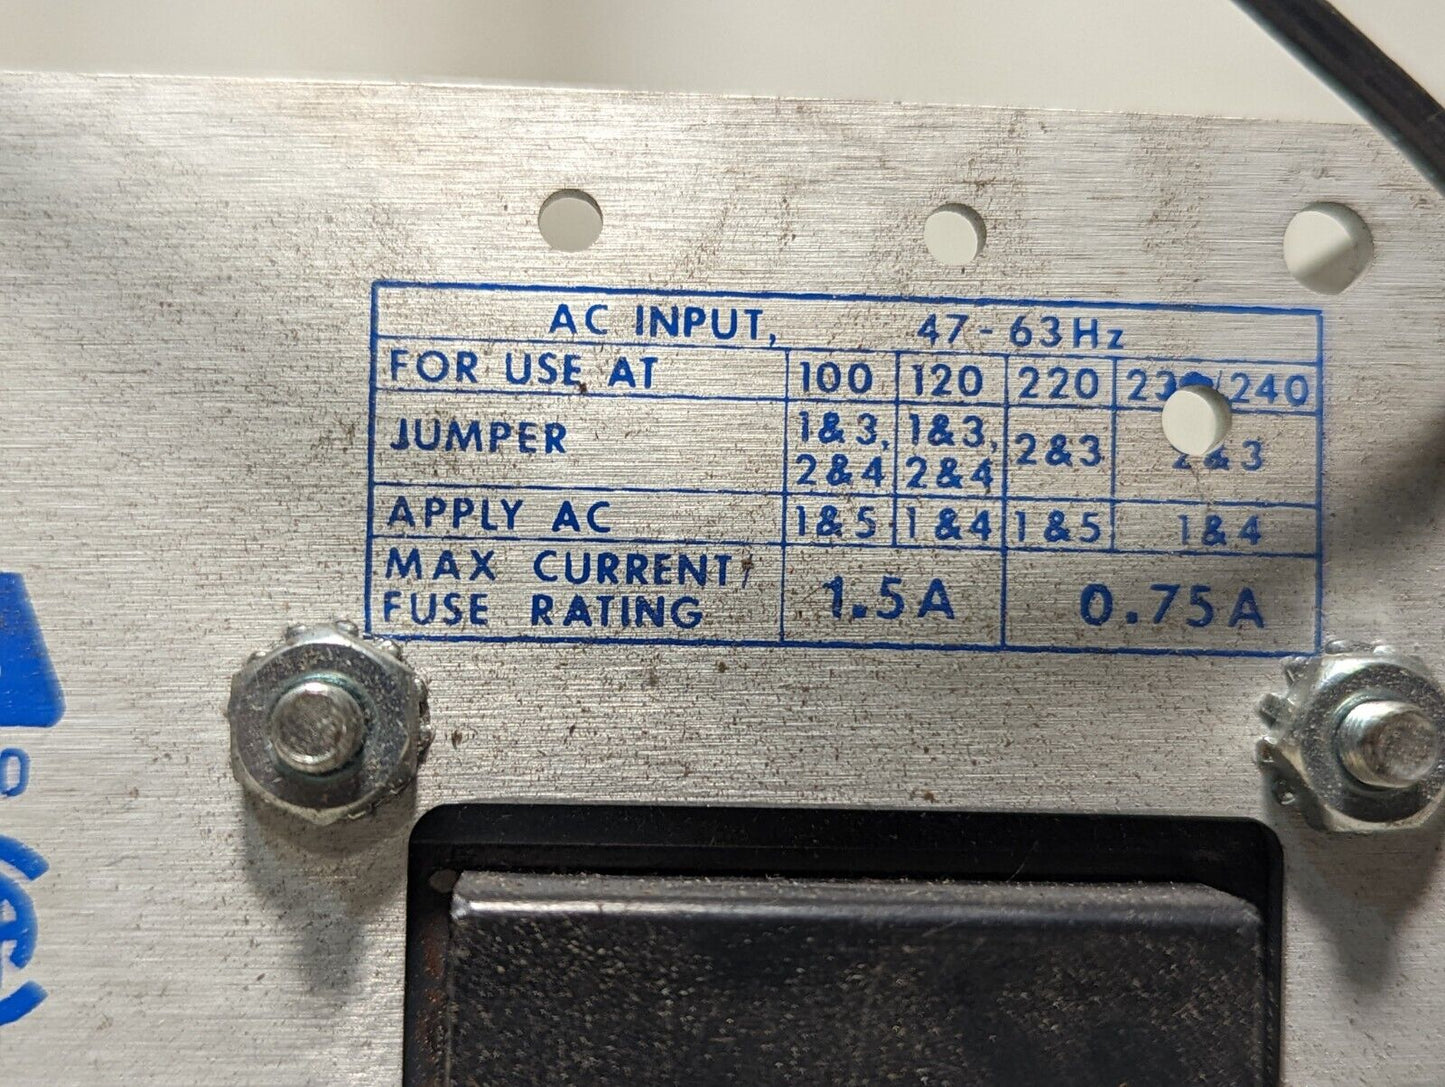 AC INPUT, 47-63Hz
FOR USE AT 100 120 220 /240
JUMPER 1&3, 2&4 1&3, 2&4 2&3 2&3
APPLY AC 1&5 1&4 1&5 1&4
MAX CURRENT/
FUSE RATING 1.5A 0.75A